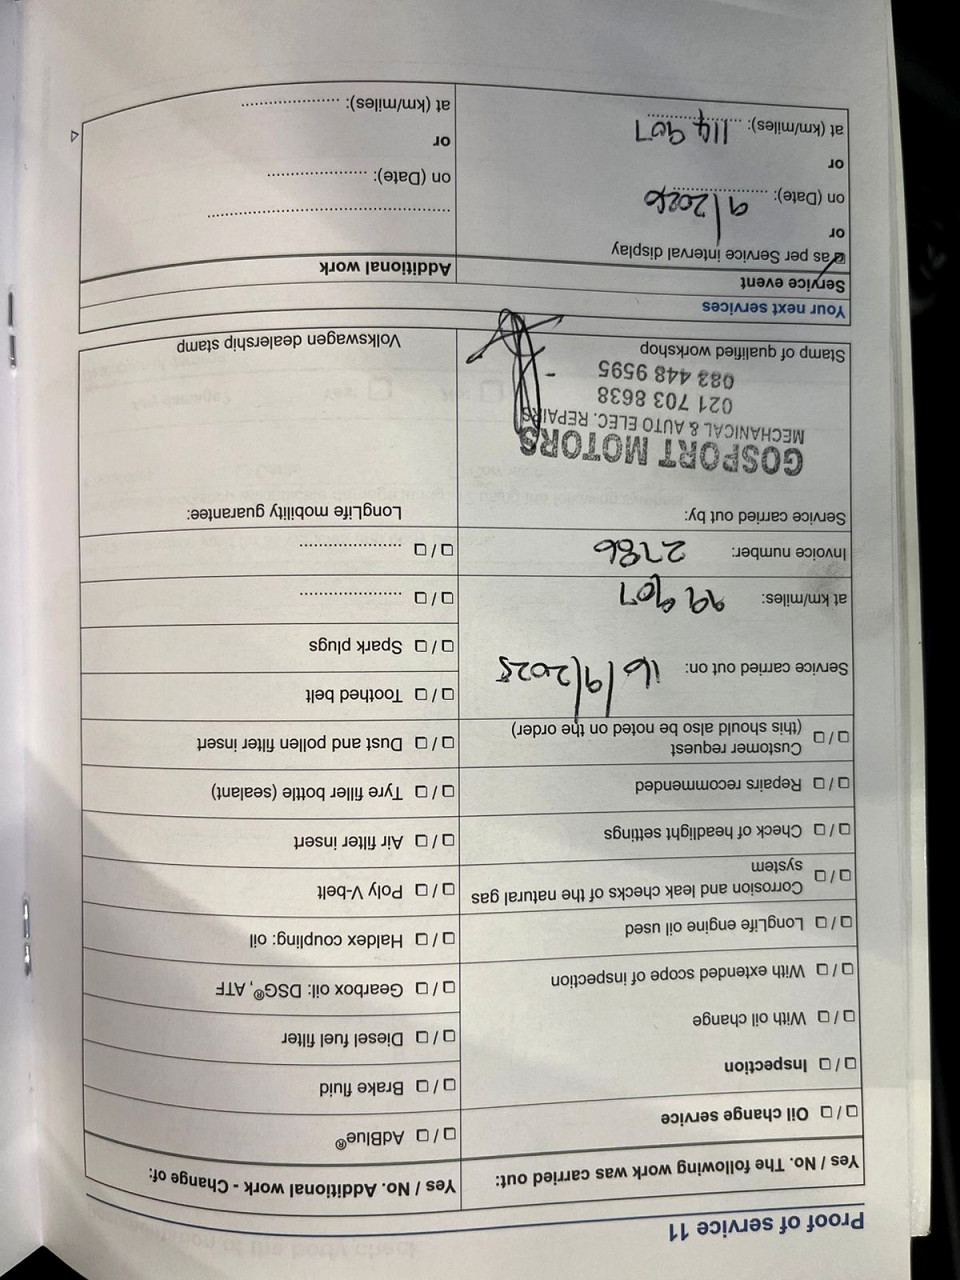 Proof of service 11
Yes / No. The following work was carried out:
☐ / ☐ Oil change service
☐ / ☐ Inspection
☐ / ☐ With oil change
☐ / ☐ With extended scope of inspection
☐ / ☐ LongLife engine oil used
☐ / ☐ Corrosion and leak checks of the natural gas
system
☐ / ☐ Check of headlight settings
☐ / ☐ Repairs recommended
☐ / ☐ Customer request
(this should also be noted on the order)
Service carried out on: 16/9/2025
at km/miles: 99 907
Invoice number: 2786
Service carried out by:
GOSPORT MOTORS
MECHANICAL & AUTO ELEC. REPAIRS
021 703 8638
083 448 9595
Stamp of qualified workshop
Yes / No. Additional work - Change of:
☐ / ☐ AdBlue®
☐ / ☐ Brake fluid
☐ / ☐ Diesel fuel filter
☐ / ☐ Gearbox oil: DSG®, ATF
☐ / ☐ Haldex coupling: oil
☐ / ☐ Poly V-belt
☐ / ☐ Air filter insert
☐ / ☐ Tyre filler bottle (sealant)
☐ / ☐ Dust and pollen filter insert
☐ / ☐ Toothed belt
☐ / ☐ Spark plugs
☐ / ☐ ....................
☐ / ☐ ....................
LongLife mobility guarantee:
Volkswagen dealership stamp
Your next services
Service event
☑ as per Service interval display
or
on (Date): 9/2026
or
at (km/miles): 114 907
Additional work
..............................................
on (Date): ...................
or
at (km/miles): ...................